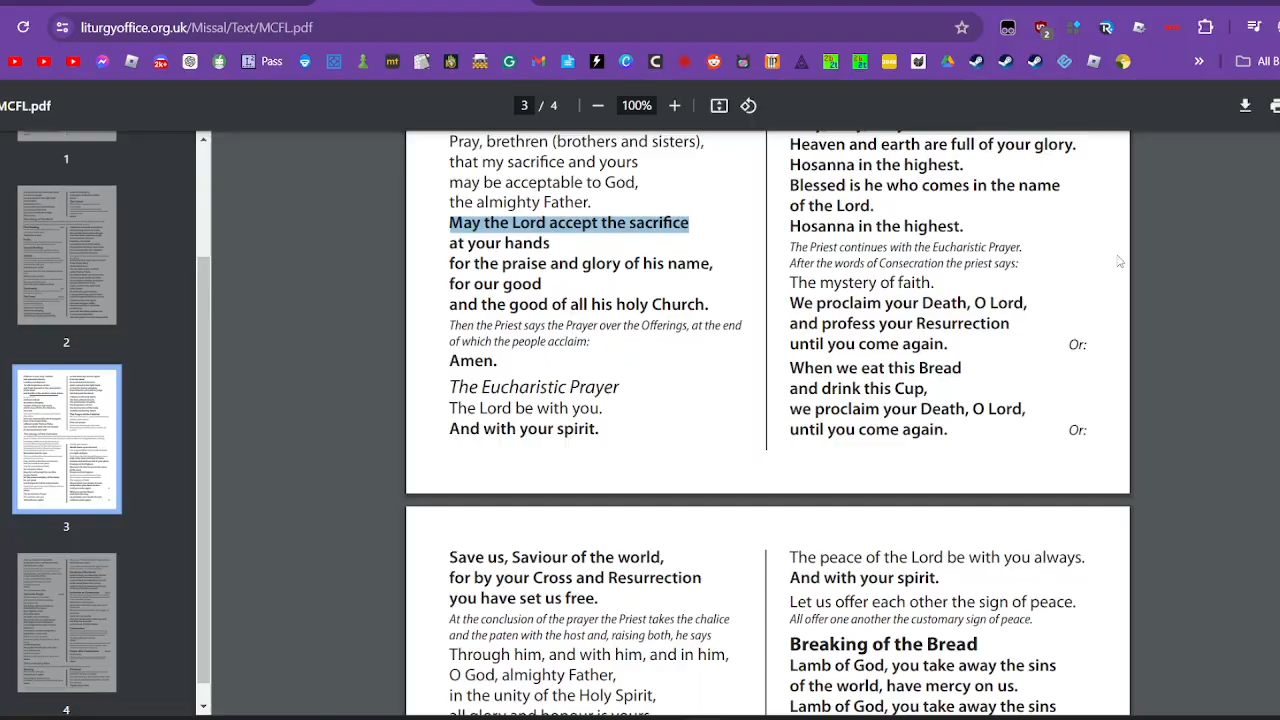 liturgyoffice.org.uk/Missal/Text/MCFL.pdf
2
2k+
Pass
»
All B
MCFL.pdf
3 / 4
100%
1
2
3
4
Pray, brethren (brothers and sisters),
that my sacrifice and yours
may be acceptable to God,
the almighty Father.
May the Lord accept the sacrifice
at your hands
for the praise and glory of his name,
for our good
and the good of all his holy Church.
Then the Priest says the Prayer over the Offerings, at the end
of which the people acclaim:
Amen.
The Eucharistic Prayer
The Lord be with you.
And with your spirit.
Heaven and earth are full of your glory.
Hosanna in the highest.
Blessed is he who comes in the name
of the Lord.
Hosanna in the highest.
The Priest continues with the Eucharistic Prayer.
After the words of Consecration the priest says:
The mystery of faith.
We proclaim your Death, O Lord,
and profess your Resurrection
until you come again. Or:
When we eat this Bread
and drink this Cup,
we proclaim your Death, O Lord,
until you come again. Or:
Save us, Saviour of the world,
for by your Cross and Resurrection
you have set us free.
At the conclusion of the prayer the Priest takes the chalice
and the paten with the host and, raising both, he says
Through him, and with him, and in him,
O God, almighty Father,
in the unity of the Holy Spirit,
all glory and honour is yours,
The peace of the Lord be with you always.
And with your spirit.
Let us offer each other the sign of peace.
All offer one another the customary sign of peace.
Breaking of the Bread
Lamb of God, you take away the sins
of the world, have mercy on us.
Lamb of God, you take away the sins